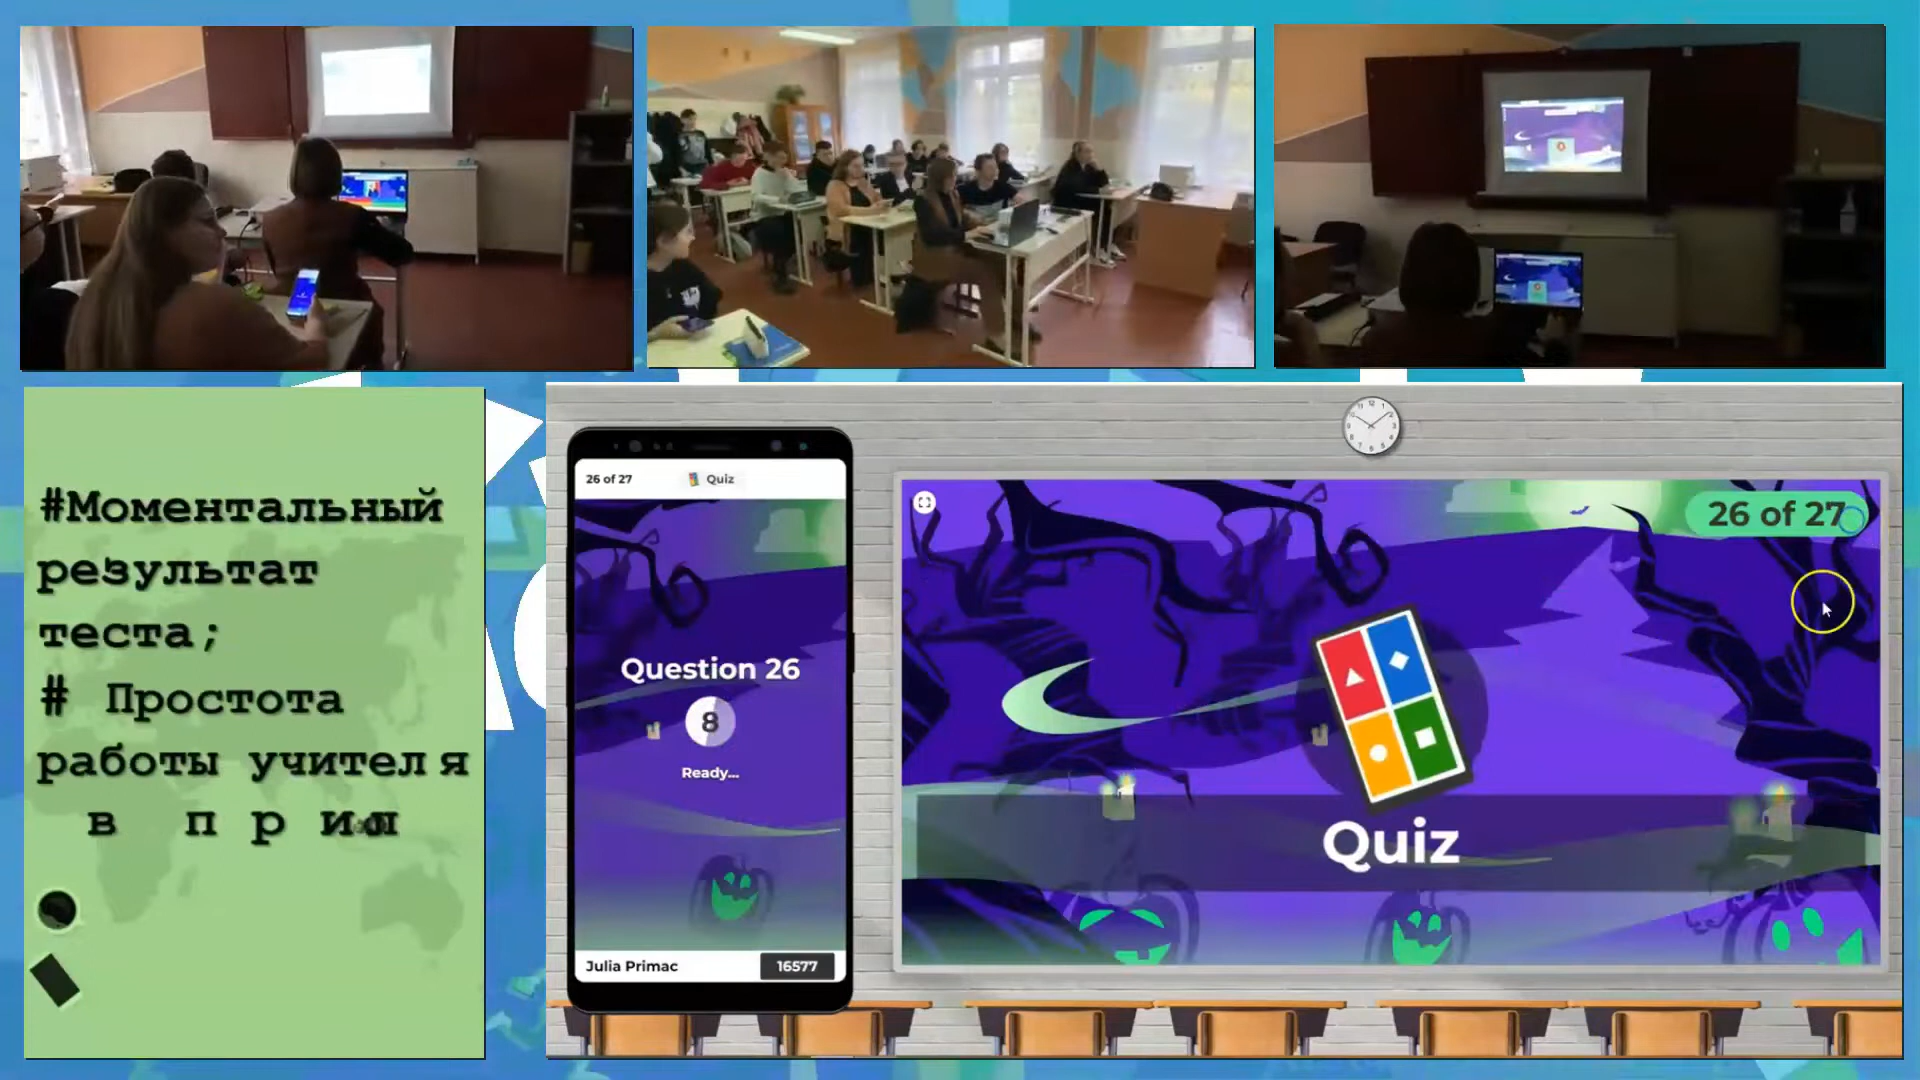 #Моментальный
результат
теста;
# Простота
работы учителя
в при
26 of 27
Quiz
Question 26
8
Ready...
Julia Primac
16577
26 of 27
Quiz